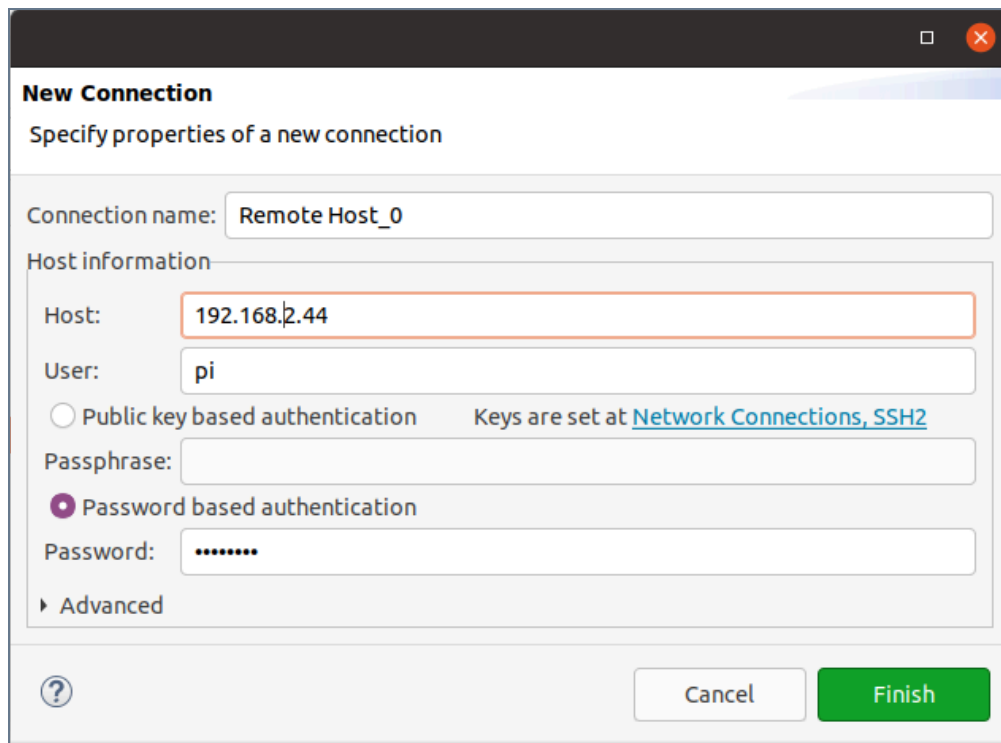 New Connection
Specify properties of a new connection
Connection name: Remote Host_0
Host information
Host: 192.168.2.44
User: pi
Public key based authentication Keys are set at Network Connections, SSH2
Passphrase:
Password based authentication
Password: ••••••••
Advanced
? Cancel Finish